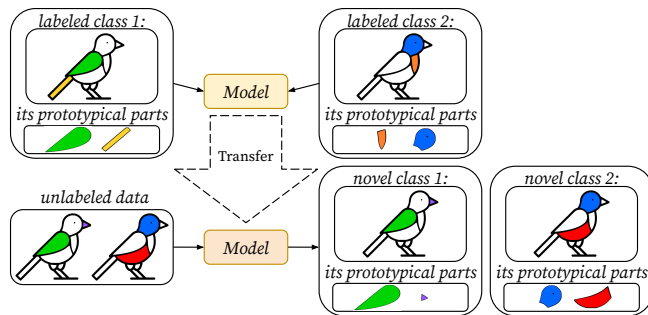 labeled class 1:
labeled class 2:
Model
its prototypical parts
its prototypical parts
Transfer
unlabeled data
novel class 1:
novel class 2:
Model
its prototypical parts
its prototypical parts